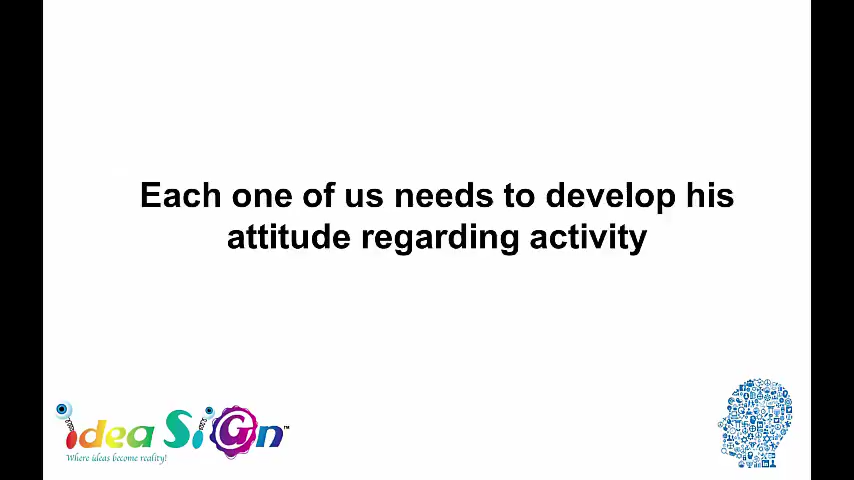 Each one of us needs to develop his
attitude regarding activity
idea SiGn™
Where ideas become reality!